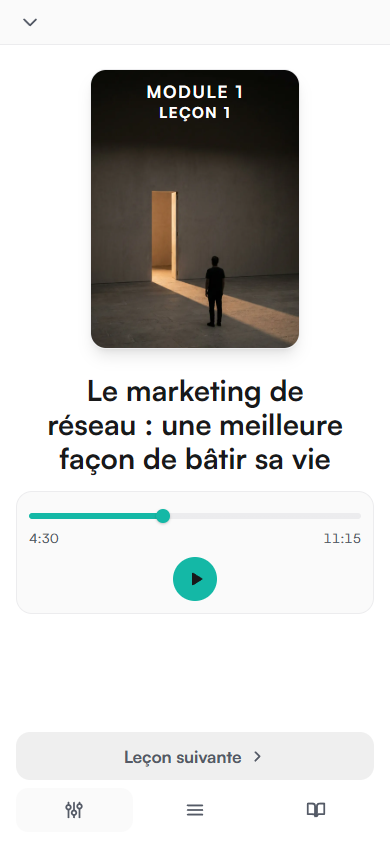 MODULE 1
LEÇON 1
Le marketing de
réseau : une meilleure
façon de bâtir sa vie
4:30
11:15
Leçon suivante